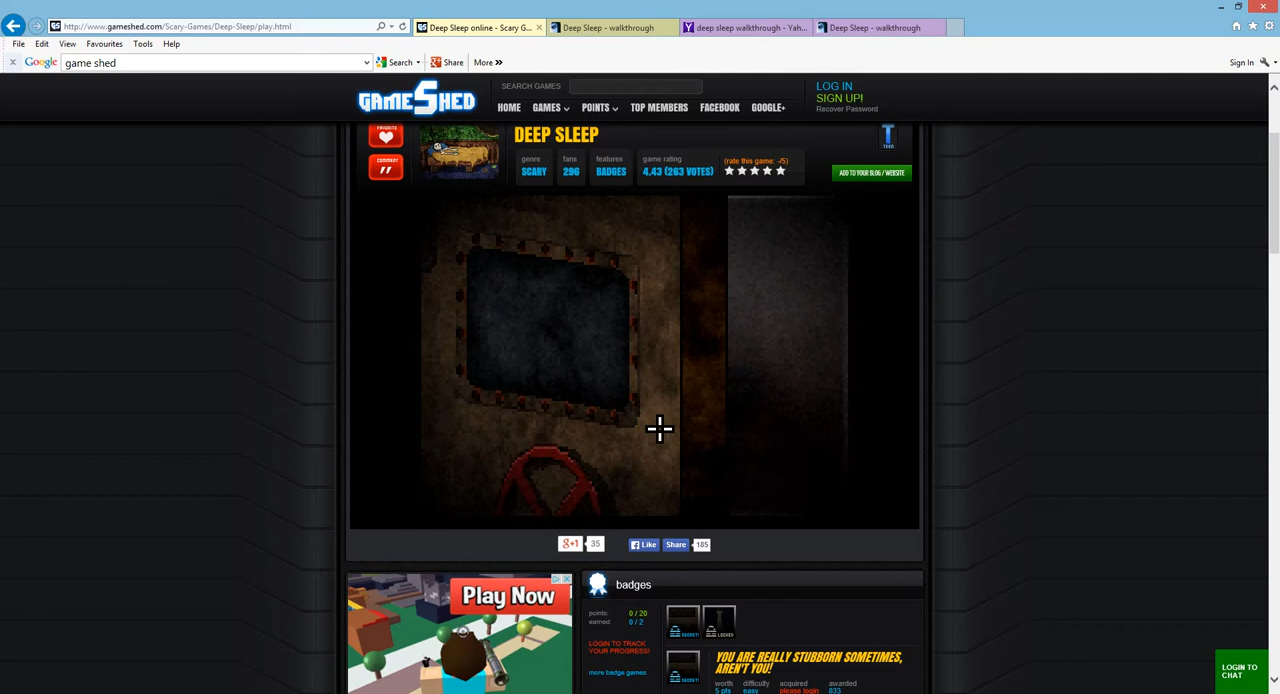 http://www.gameshed.com/Scary-Games/Deep-Sleep/play.html
Deep Sleep online - Scary G...
Deep Sleep - walkthrough
deep sleep walkthrough - Yah...
Deep Sleep - walkthrough
File Edit View Favourites Tools Help
Google game shed Search Share More »
Sign In
GAMESHED
SEARCH GAMES
LOG IN
SIGN UP!
Recover Password
HOME GAMES POINTS TOP MEMBERS FACEBOOK GOOGLE+
FAVORITE
COMMENT
DEEP SLEEP
T
TEEN
genre
SCARY
fans
296
features
BADGES
game rating
4.43 (263 VOTES)
(rate this game: -/5)
ADD TO YOUR BLOG / WEBSITE
g+1 35
Like Share 185
Play Now
badges
points: 0 / 20
earned: 0 / 2
LOGIN TO TRACK
YOUR PROGRESS!
more badge games
SECRET!
LOCKED
SECRET!
YOU ARE REALLY STUBBORN SOMETIMES,
AREN'T YOU!
worth difficulty acquired awarded
5 pts easy please login 833
LOGIN TO
CHAT